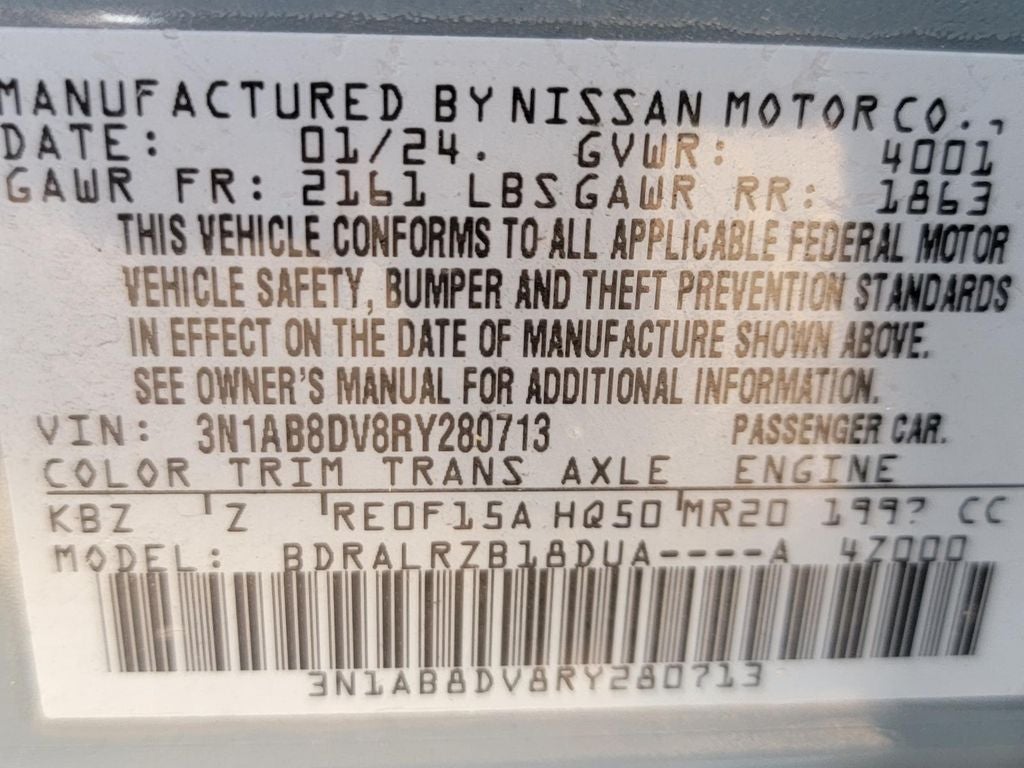 MANUFACTURED BY NISSAN MOTOR CO.,
DATE: 01/24. GVWR: 4001
GAWR FR: 2161 LBS GAWR RR: 1863
THIS VEHICLE CONFORMS TO ALL APPLICABLE FEDERAL MOTOR
VEHICLE SAFETY, BUMPER AND THEFT PREVENTION STANDARDS
IN EFFECT ON THE DATE OF MANUFACTURE SHOWN ABOVE.
SEE OWNER'S MANUAL FOR ADDITIONAL INFORMATION.
VIN: 3N1AB8DV8RY280713 PASSENGER CAR.
COLOR TRIM TRANS AXLE ENGINE
KBZ Z RE0F15A HQ50 MR20 1997 CC
MODEL: BDRALRZB18DUA----A 4Z000
3N1AB8DV8RY280713